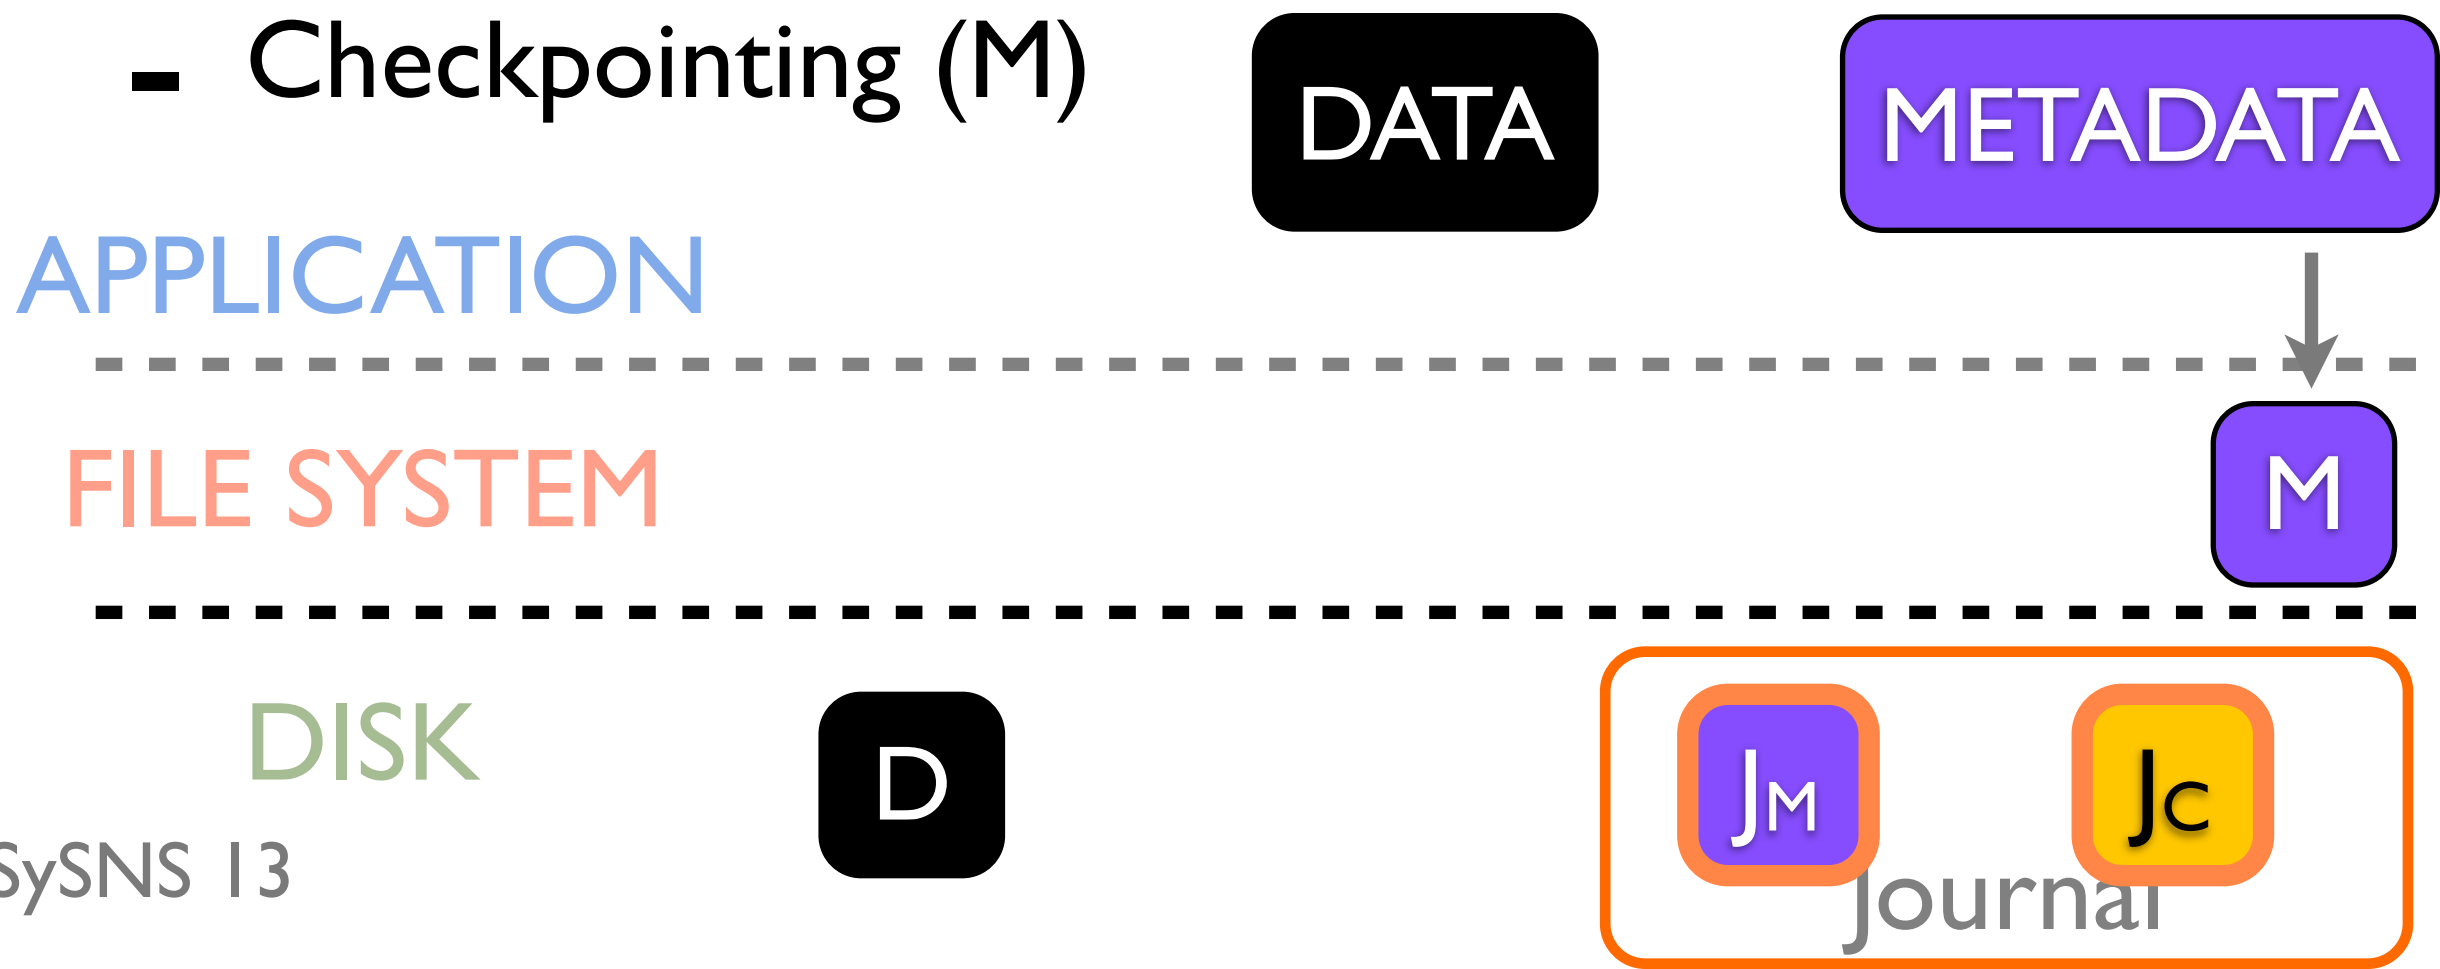 - Checkpointing (M)
DATA
METADATA
APPLICATION
FILE SYSTEM
M
DISK
D
JM
JC
SySNS 13
Journal